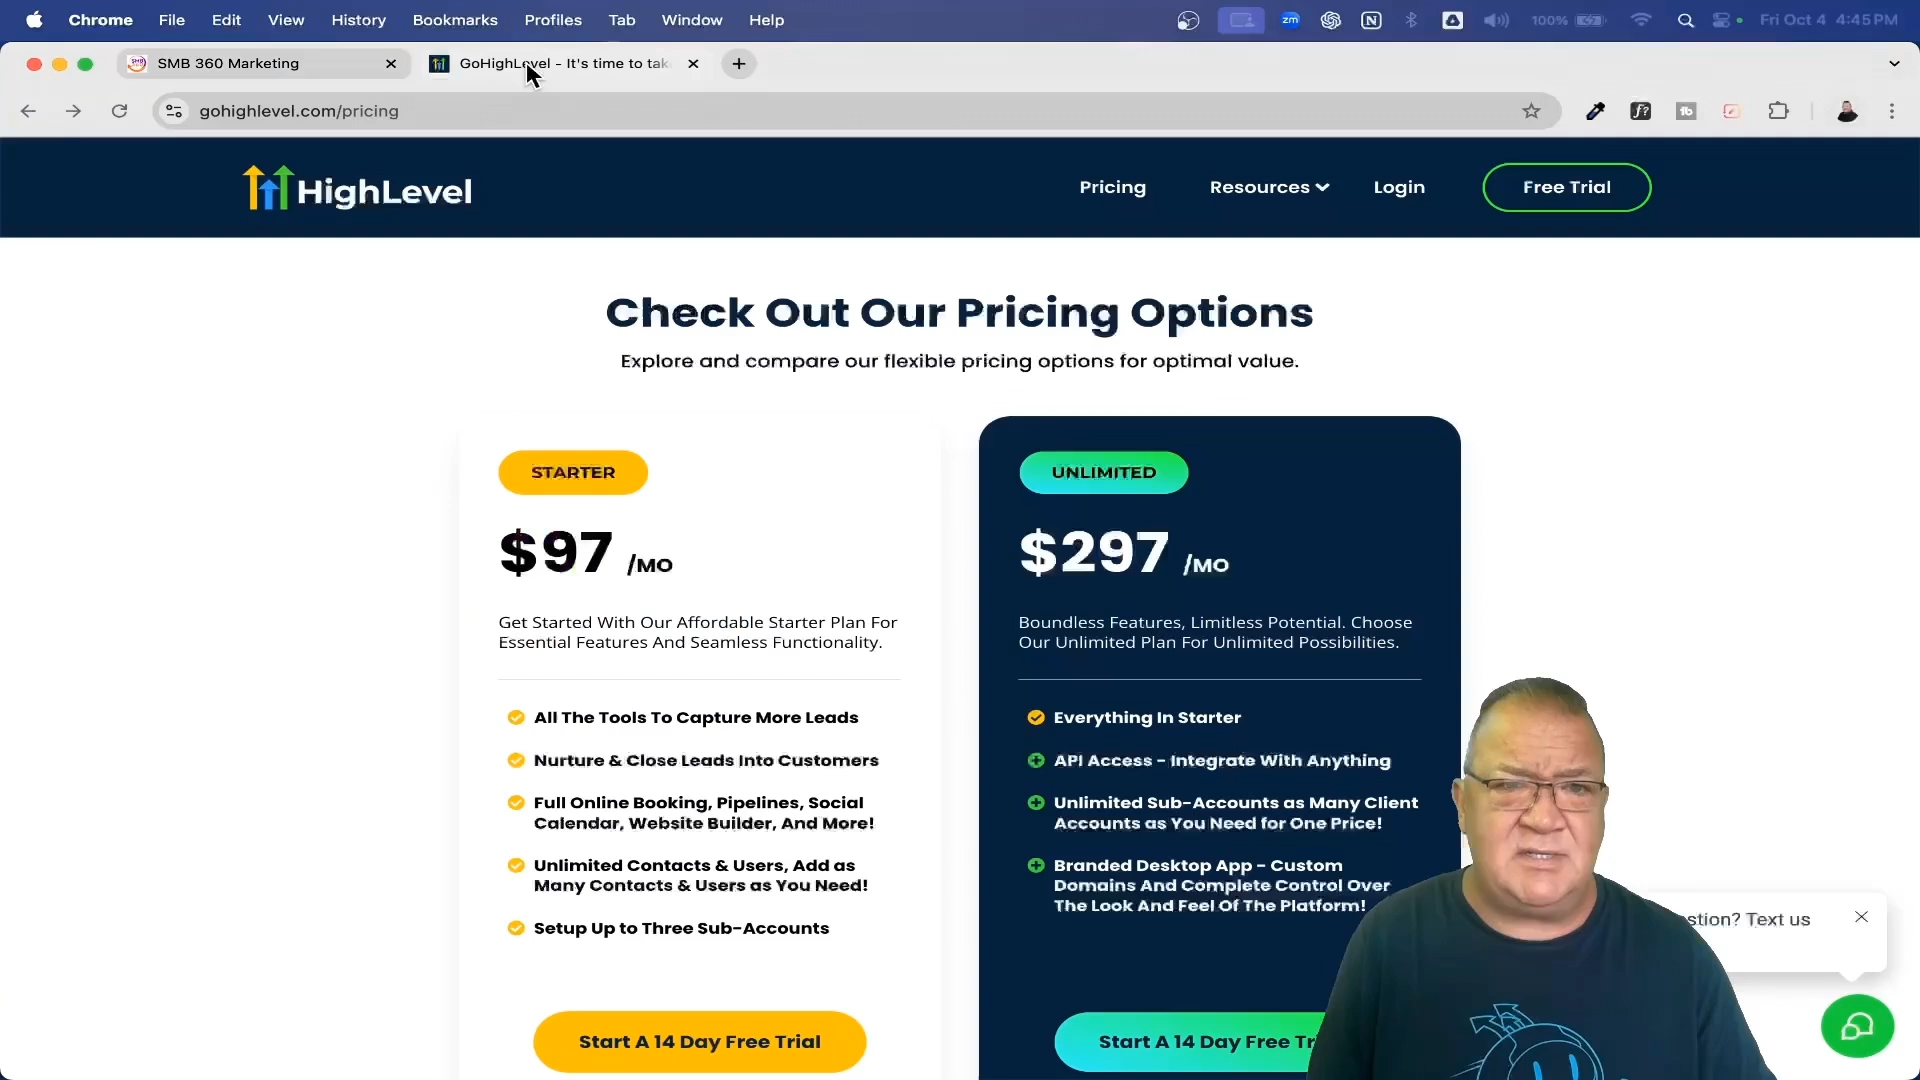 Chrome File Edit View History Bookmarks Profiles Tab Window Help
zm
100%
Fri Oct 4 4:45 PM
SMB 360 Marketing
GoHighLevel - It's time to tak
gohighlevel.com/pricing
f?
tb
HighLevel
Pricing
Resources
Login
Free Trial
Check Out Our Pricing Options
Explore and compare our flexible pricing options for optimal value.
STARTER
$97 /MO
Get Started With Our Affordable Starter Plan For
Essential Features And Seamless Functionality.
All The Tools To Capture More Leads
Nurture & Close Leads Into Customers
Full Online Booking, Pipelines, Social
Calendar, Website Builder, And More!
Unlimited Contacts & Users, Add as
Many Contacts & Users as You Need!
Setup Up to Three Sub-Accounts
Start A 14 Day Free Trial
UNLIMITED
$297 /MO
Boundless Features, Limitless Potential. Choose
Our Unlimited Plan For Unlimited Possibilities.
Everything In Starter
API Access - Integrate With Anything
Unlimited Sub-Accounts as Many Client
Accounts as You Need for One Price!
Branded Desktop App - Custom
Domains And Complete Control Over
The Look And Feel Of The Platform!
Start A 14 Day Free Tr
stion? Text us